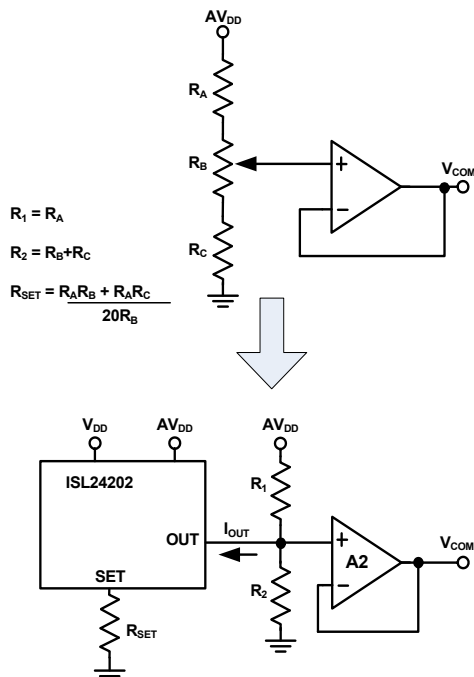 AVDD
RA
RB
+
−
VCOM
RC
R1 = RA
R2 = RB+RC
RSET = RARB + RARC
20RB
VDD
AVDD
AVDD
ISL24202
R1
OUT
IOUT
+
−
A2
VCOM
SET
R2
RSET